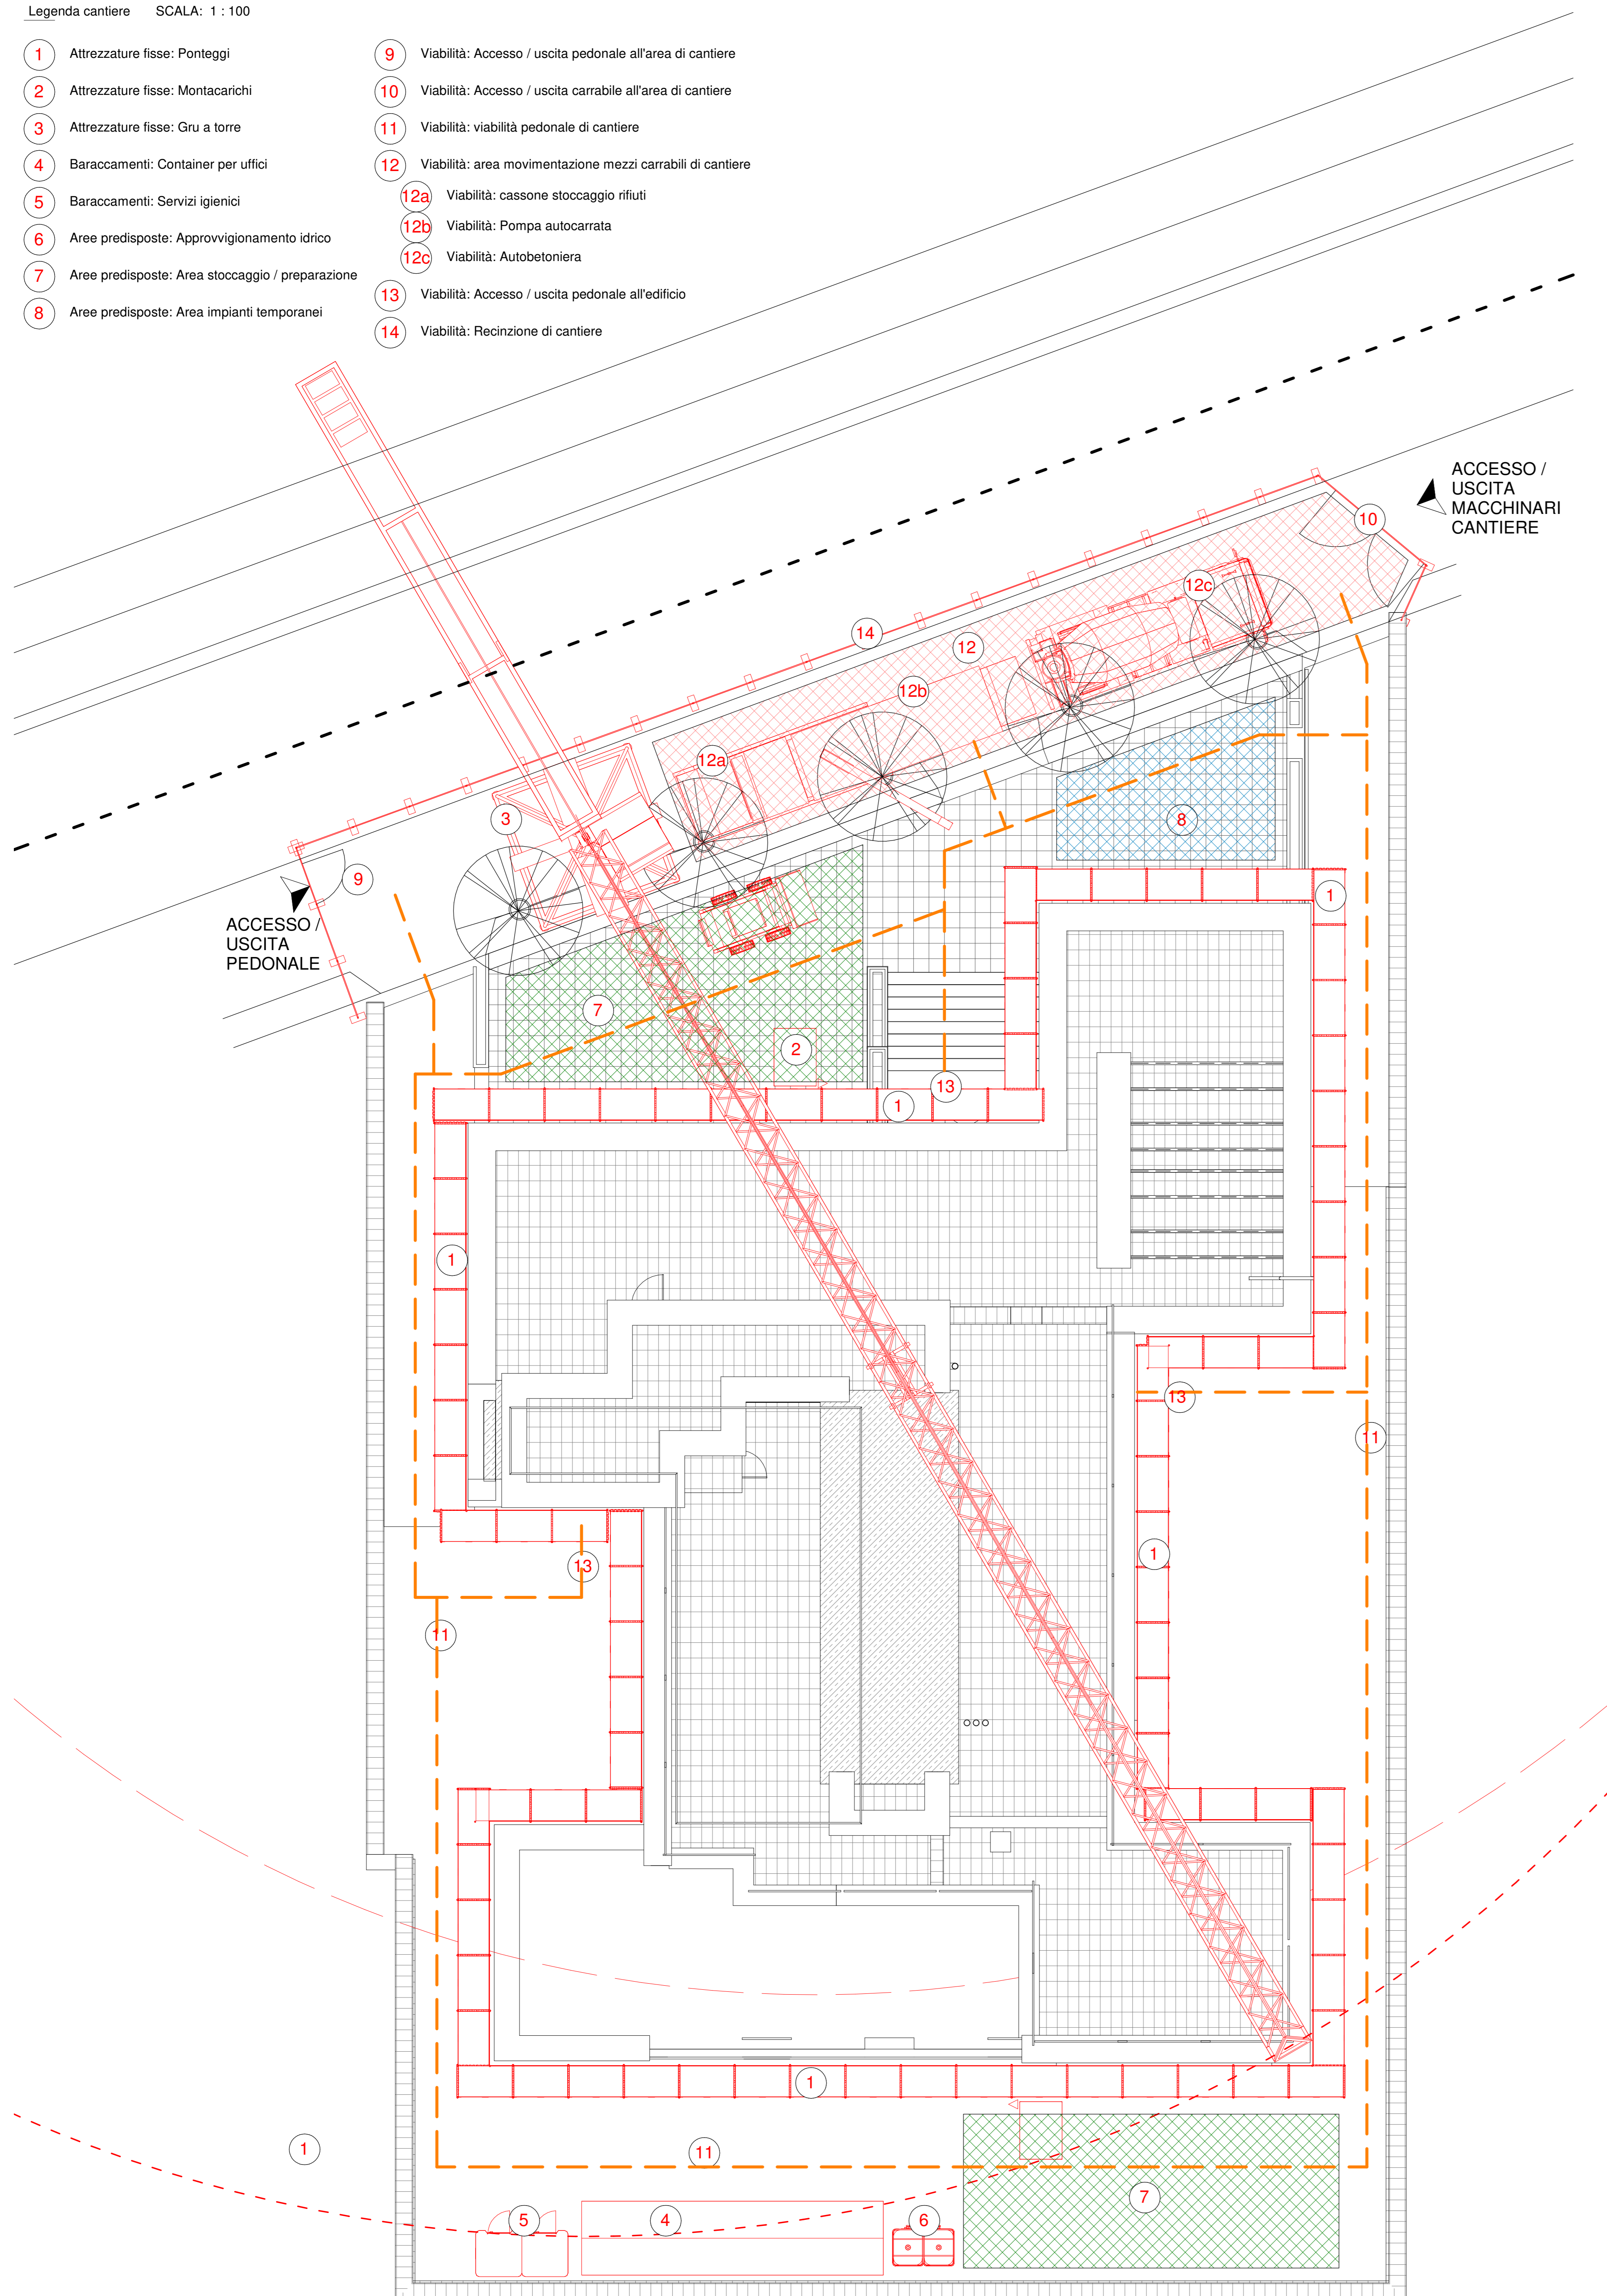 Legenda cantiere SCALA: 1 : 100
1 Attrezzature fisse: Ponteggi
2 Attrezzature fisse: Montacarichi
3 Attrezzature fisse: Gru a torre
4 Baraccamenti: Container per uffici
5 Baraccamenti: Servizi igienici
6 Aree predisposte: Approvvigionamento idrico
7 Aree predisposte: Area stoccaggio / preparazione
8 Aree predisposte: Area impianti temporanei
9 Viabilità: Accesso / uscita pedonale all'area di cantiere
10 Viabilità: Accesso / uscita carrabile all'area di cantiere
11 Viabilità: viabilità pedonale di cantiere
12 Viabilità: area movimentazione mezzi carrabili di cantiere
12a Viabilità: cassone stoccaggio rifiuti
12b Viabilità: Pompa autocarrata
12c Viabilità: Autobetoniera
13 Viabilità: Accesso / uscita pedonale all'edificio
14 Viabilità: Recinzione di cantiere
ACCESSO /
USCITA
MACCHINARI
CANTIERE
10
12c
14
12
12b
12a
3
8
9
1
ACCESSO /
USCITA
PEDONALE
7
2
13
1
1
13
11
1
13
11
1
1
11
7
5
4
6